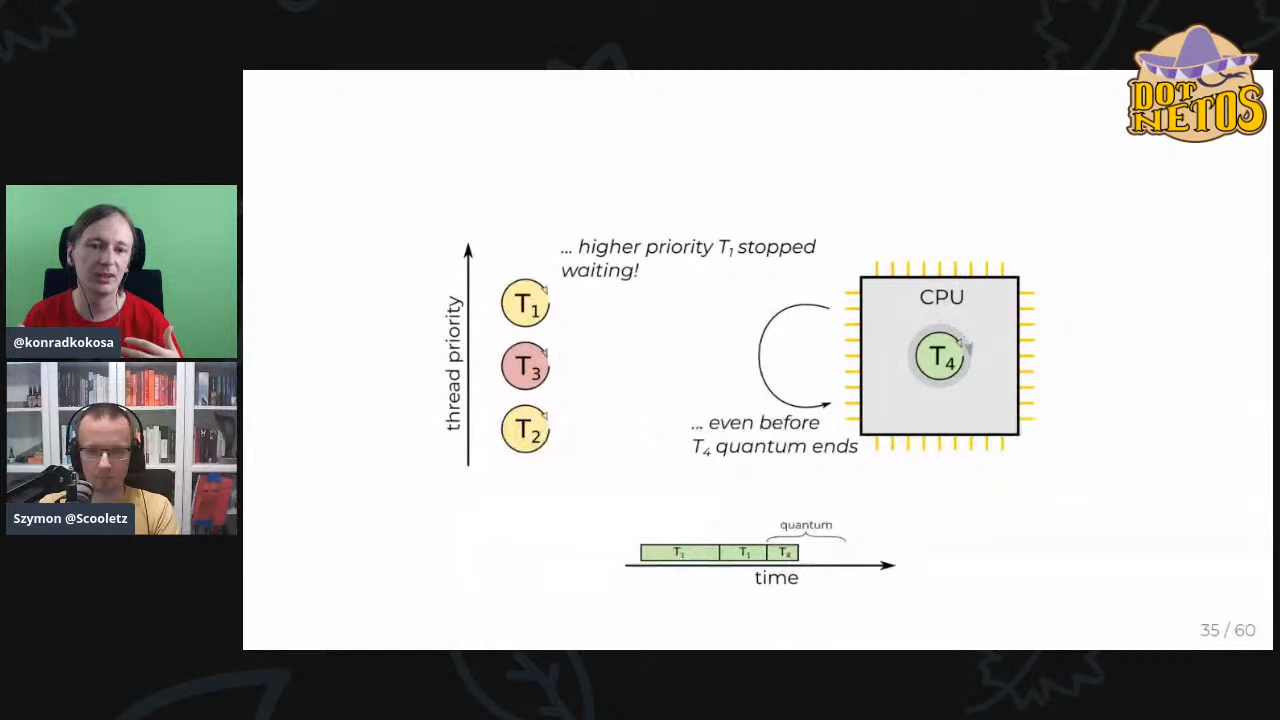 DOT
NETOS
... higher priority T₁ stopped
waiting!
thread priority
T₁
T₃
T₂
CPU
T₄
... even before
T₄ quantum ends
quantum
T₁ T₁ T₄
time
35 / 60
@konradkokosa
Szymon @Scooletz